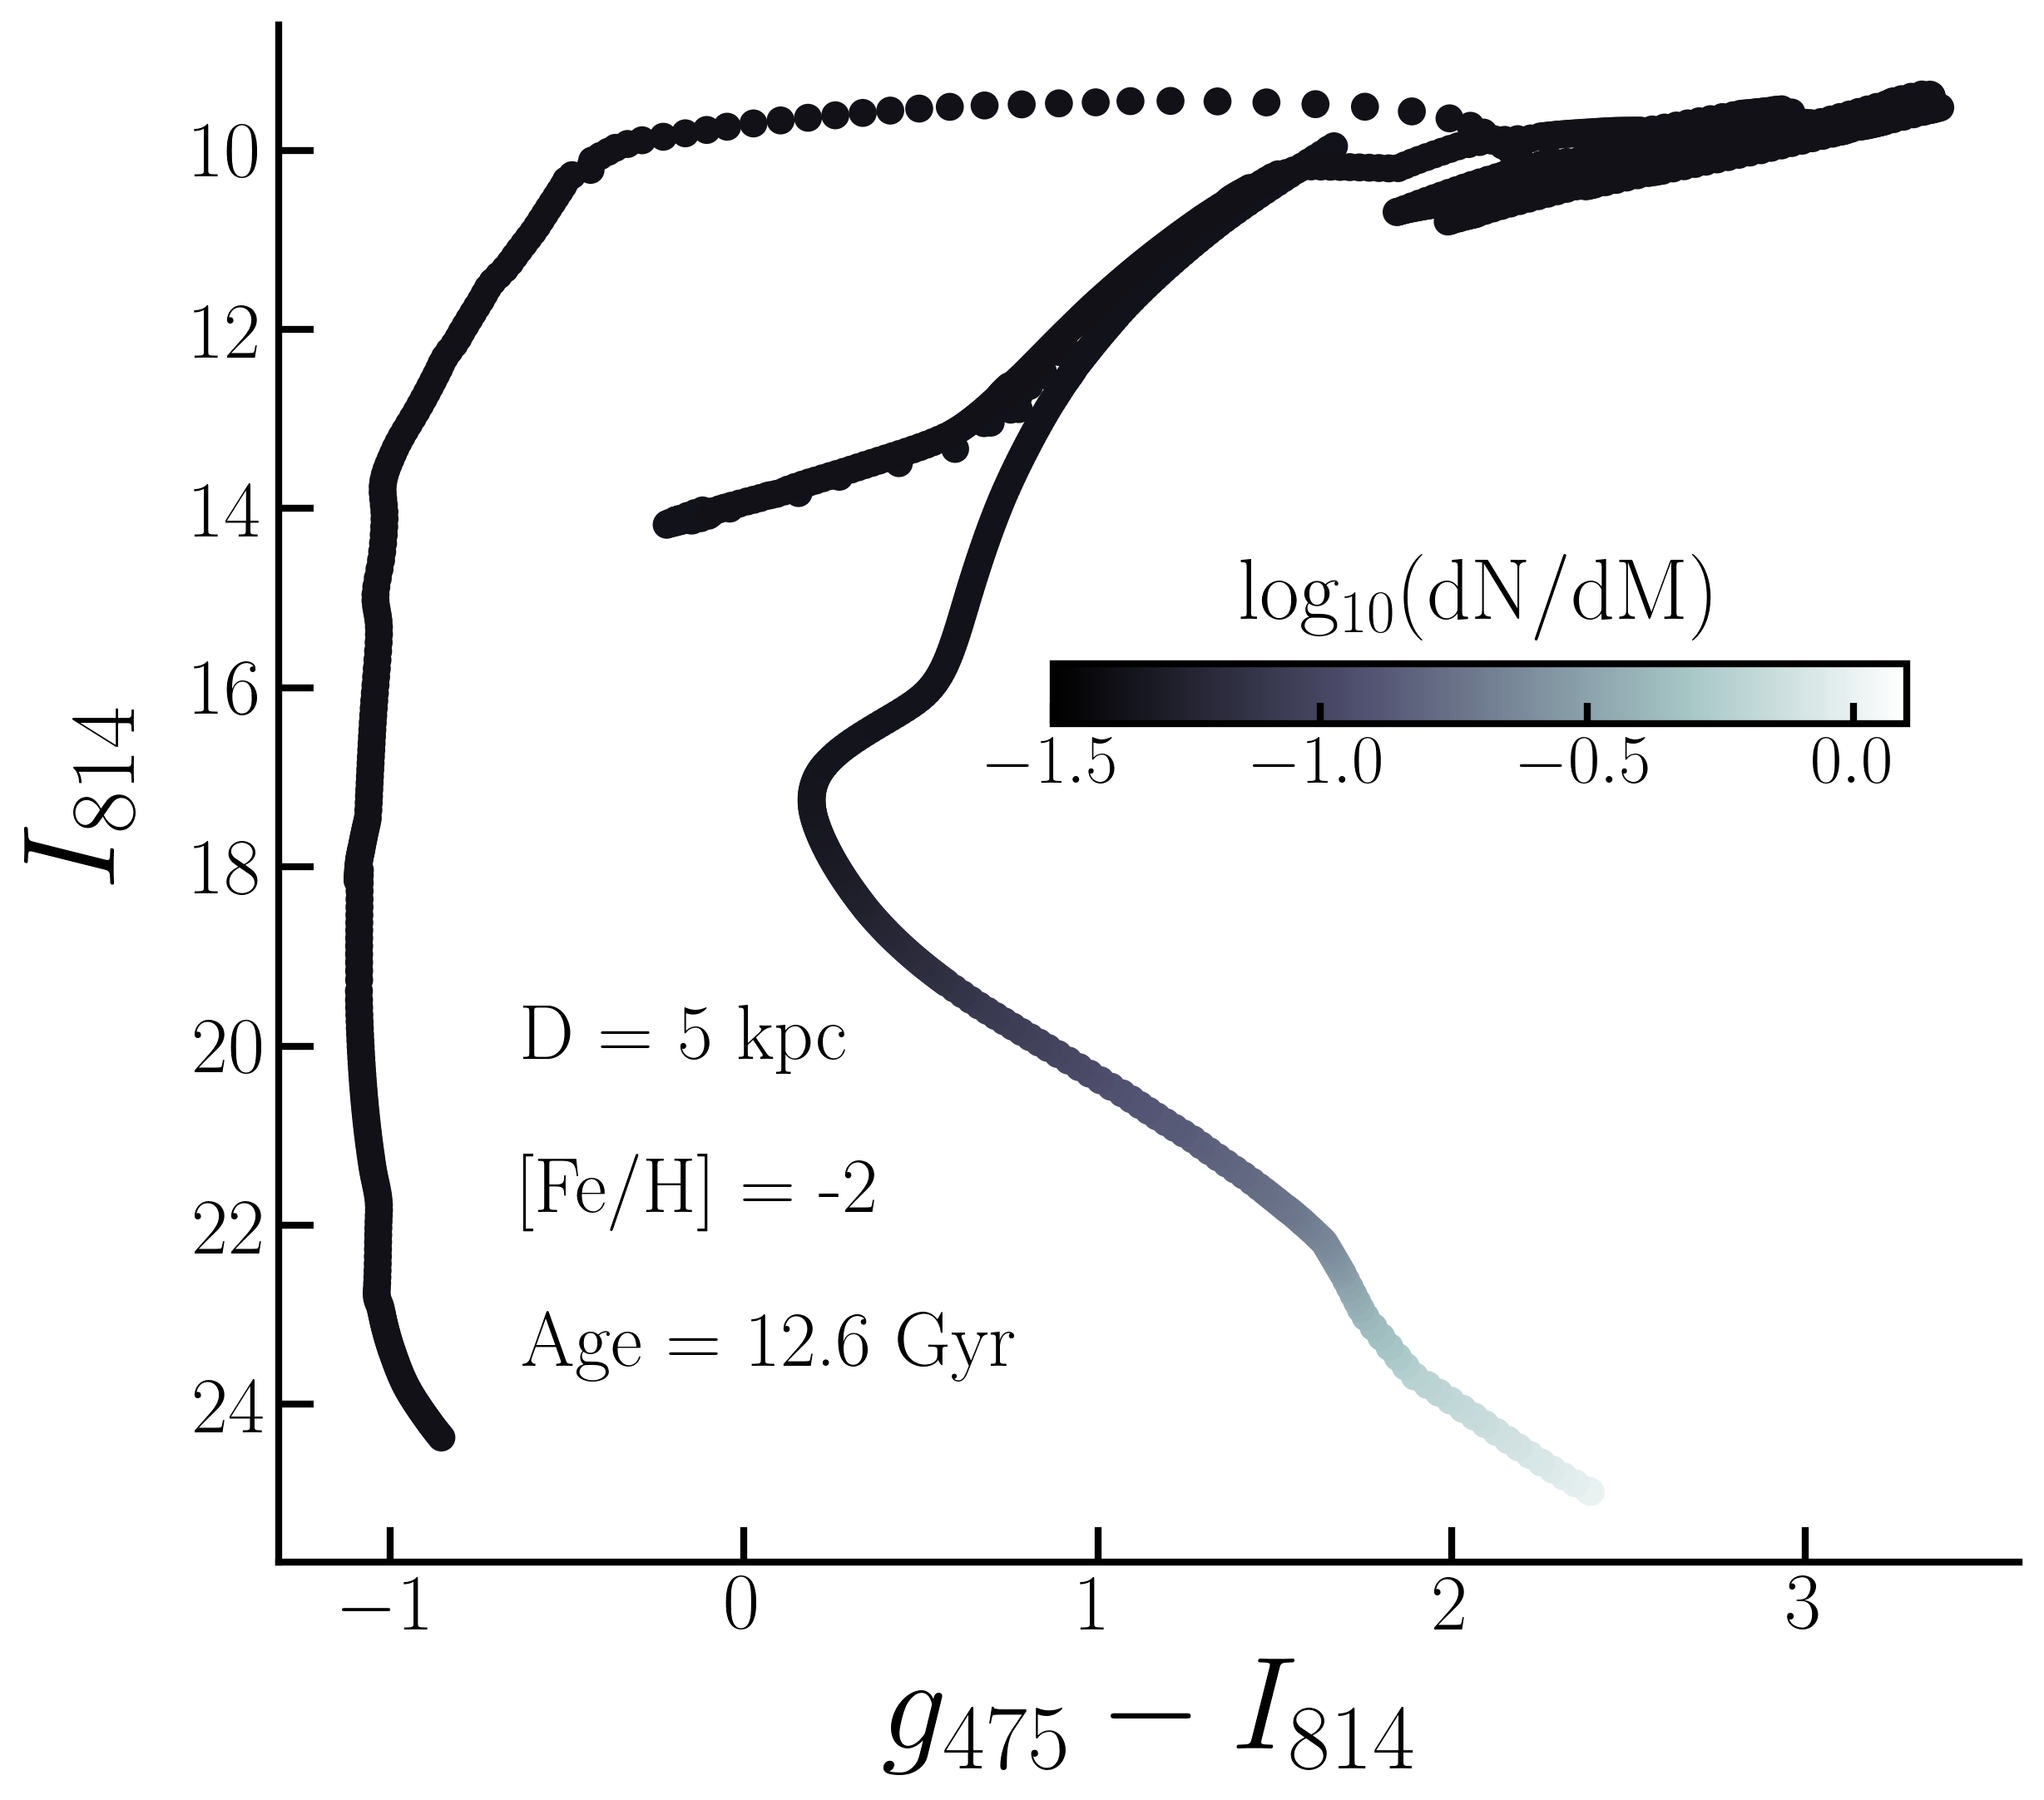 10
12
14
16
18
20
22
24
I814
log10(dN/dM)
−1.5 −1.0 −0.5 0.0
D = 5 kpc
[Fe/H] = -2
Age = 12.6 Gyr
−1 0 1 2 3
g475 − I814